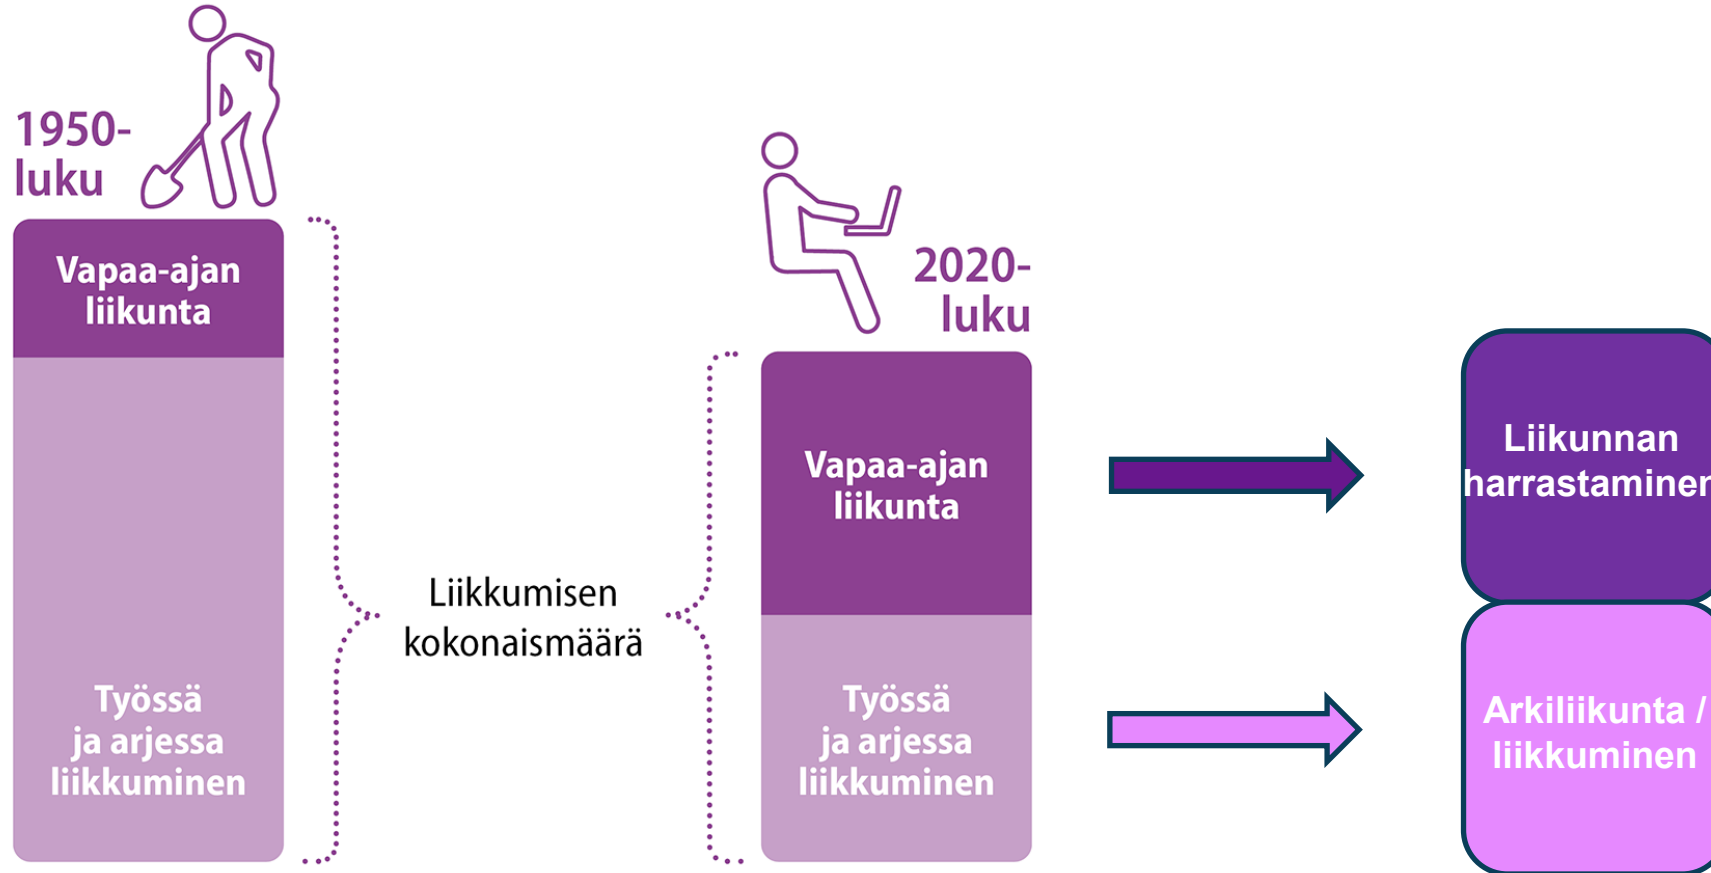 1950-
luku
Vapaa-ajan
liikunta
Työssä
ja arjessa
liikkuminen
Liikkumisen
kokonaismäärä
2020-
luku
Vapaa-ajan
liikunta
Työssä
ja arjessa
liikkuminen
Liikunnan
harrastaminen
Arkiliikunta /
liikkuminen